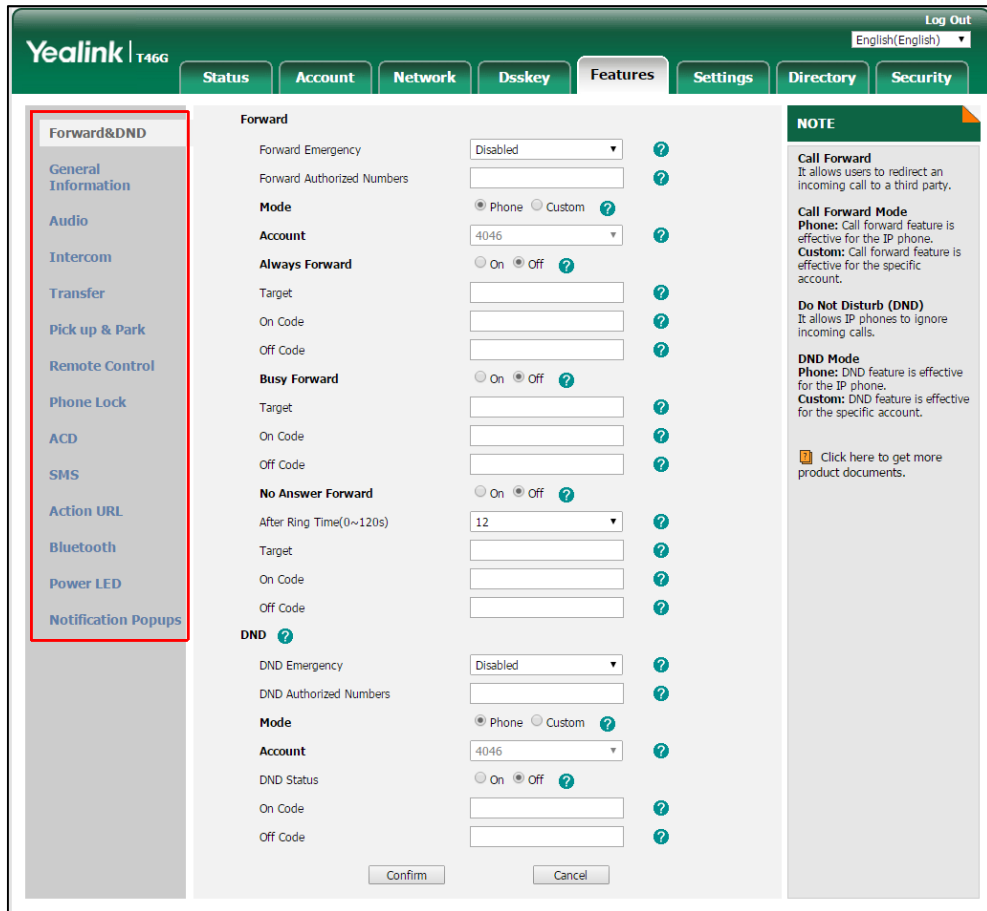 Log Out
English(English)
Yealink T46G
Status Account Network Dsskey Features Settings Directory Security
Forward&DND
General
Information
Audio
Intercom
Transfer
Pick up & Park
Remote Control
Phone Lock
ACD
SMS
Action URL
Bluetooth
Power LED
Notification Popups
Forward
Forward Emergency Disabled ?
Forward Authorized Numbers ?
Mode Phone Custom ?
Account 4046 ?
Always Forward On Off ?
Target ?
On Code ?
Off Code ?
Busy Forward On Off ?
Target ?
On Code ?
Off Code ?
No Answer Forward On Off ?
After Ring Time(0~120s) 12 ?
Target ?
On Code ?
Off Code ?
DND ?
DND Emergency Disabled ?
DND Authorized Numbers ?
Mode Phone Custom ?
Account 4046 ?
DND Status On Off ?
On Code ?
Off Code ?
Confirm Cancel
NOTE
Call Forward
It allows users to redirect an
incoming call to a third party.
Call Forward Mode
Phone: Call forward feature is
effective for the IP phone.
Custom: Call forward feature is
effective for the specific
account.
Do Not Disturb (DND)
It allows IP phones to ignore
incoming calls.
DND Mode
Phone: DND feature is effective
for the IP phone.
Custom: DND feature is effective
for the specific account.
? Click here to get more
product documents.